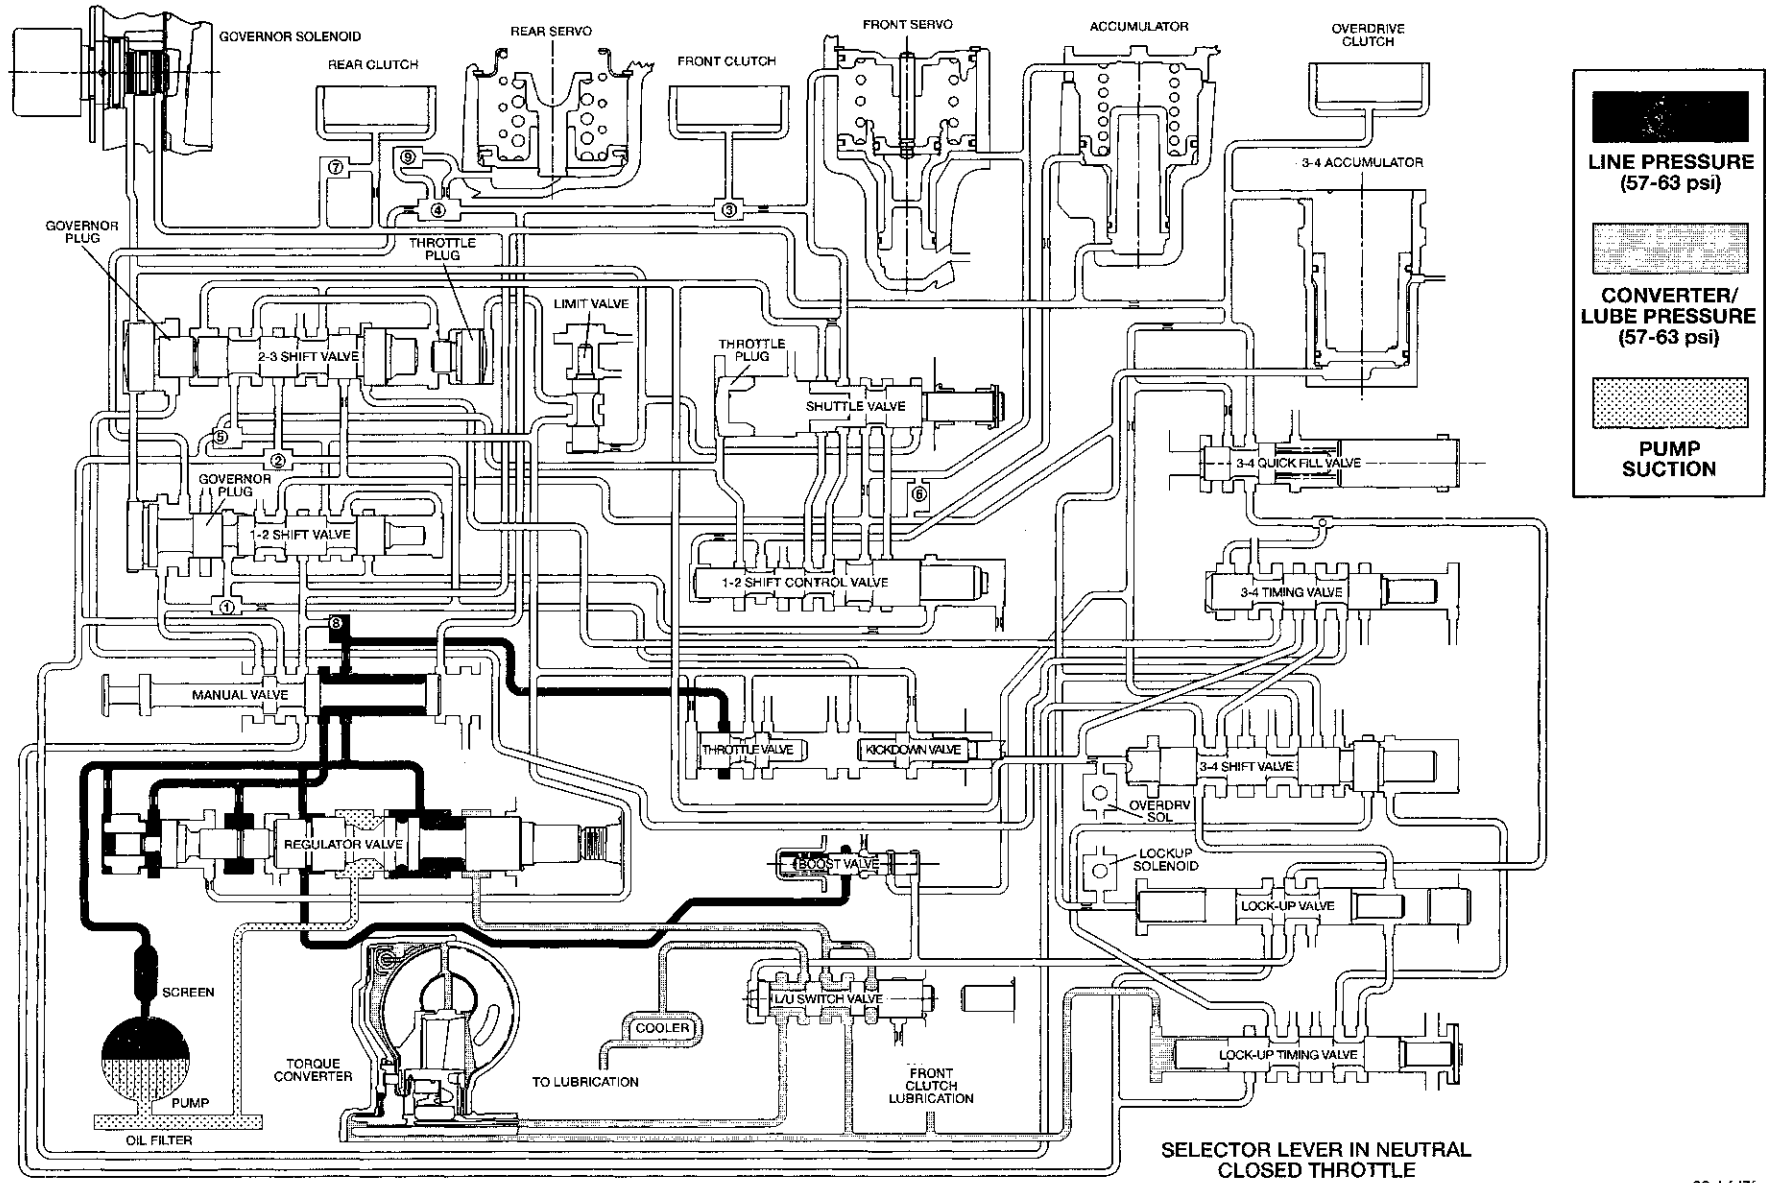 GOVERNOR SOLENOID
REAR CLUTCH
REAR SERVO
FRONT CLUTCH
FRONT SERVO
ACCUMULATOR
OVERDRIVE
CLUTCH
3-4 ACCUMULATOR
LINE PRESSURE
(57-63 psi)
CONVERTER/
LUBE PRESSURE
(57-63 psi)
PUMP
SUCTION
7
9
4
3
GOVERNOR
PLUG
THROTTLE
PLUG
LIMIT VALVE
THROTTLE
PLUG
2-3 SHIFT VALVE
SHUTTLE VALVE
5
2
3-4 QUICK FILL VALVE
GOVERNOR
PLUG
6
1-2 SHIFT VALVE
1-2 SHIFT CONTROL VALVE
3-4 TIMING VALVE
1
8
MANUAL VALVE
THROTTLE VALVE
KICKDOWN VALVE
3-4 SHIFT VALVE
OVERDRV
SOL
REGULATOR VALVE
BOOST VALVE
LOCKUP
SOLENOID
LOCK-UP VALVE
SCREEN
L/U SWITCH VALVE
COOLER
LOCK-UP TIMING VALVE
TORQUE
CONVERTER
TO LUBRICATION
FRONT
CLUTCH
LUBRICATION
PUMP
OIL FILTER
SELECTOR LEVER IN NEUTRAL
CLOSED THROTTLE